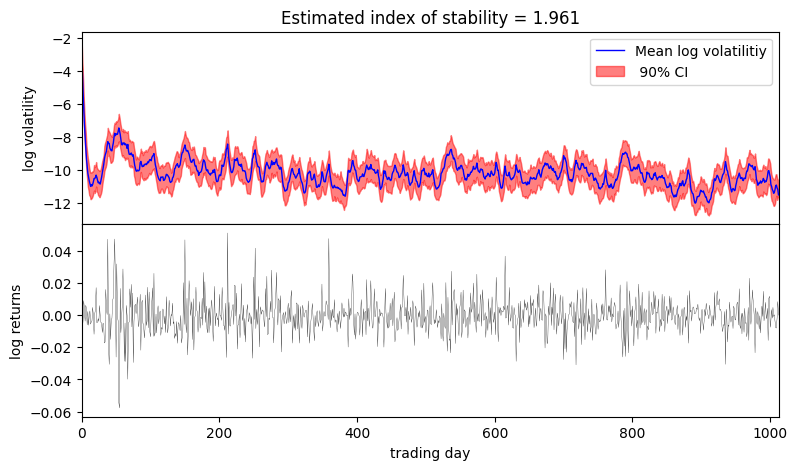 Estimated index of stability = 1.961
Mean log volatilitiy
90% CI
log volatility
−2
−4
−6
−8
−10
−12
log returns
0.04
0.02
0.00
−0.02
−0.04
−0.06
0 200 400 600 800 1000
trading day